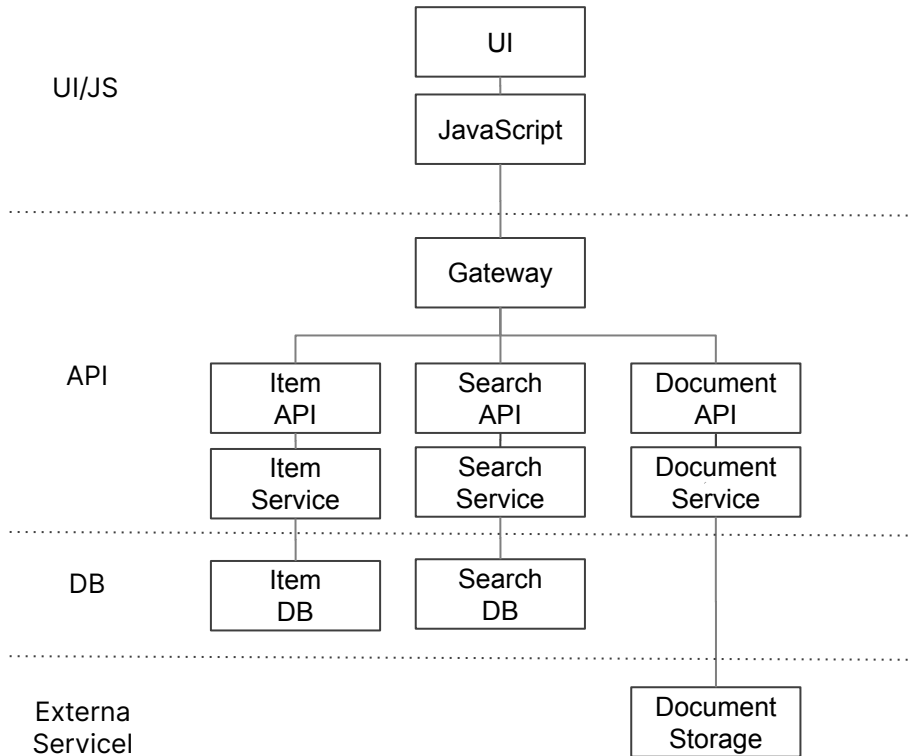 UI
UI/JS
JavaScript
Gateway
API
Item
API
Search
API
Document
API
Item
Service
Search
Service
Document
Service
DB
Item
DB
Search
DB
Externa
Servicel
Document
Storage